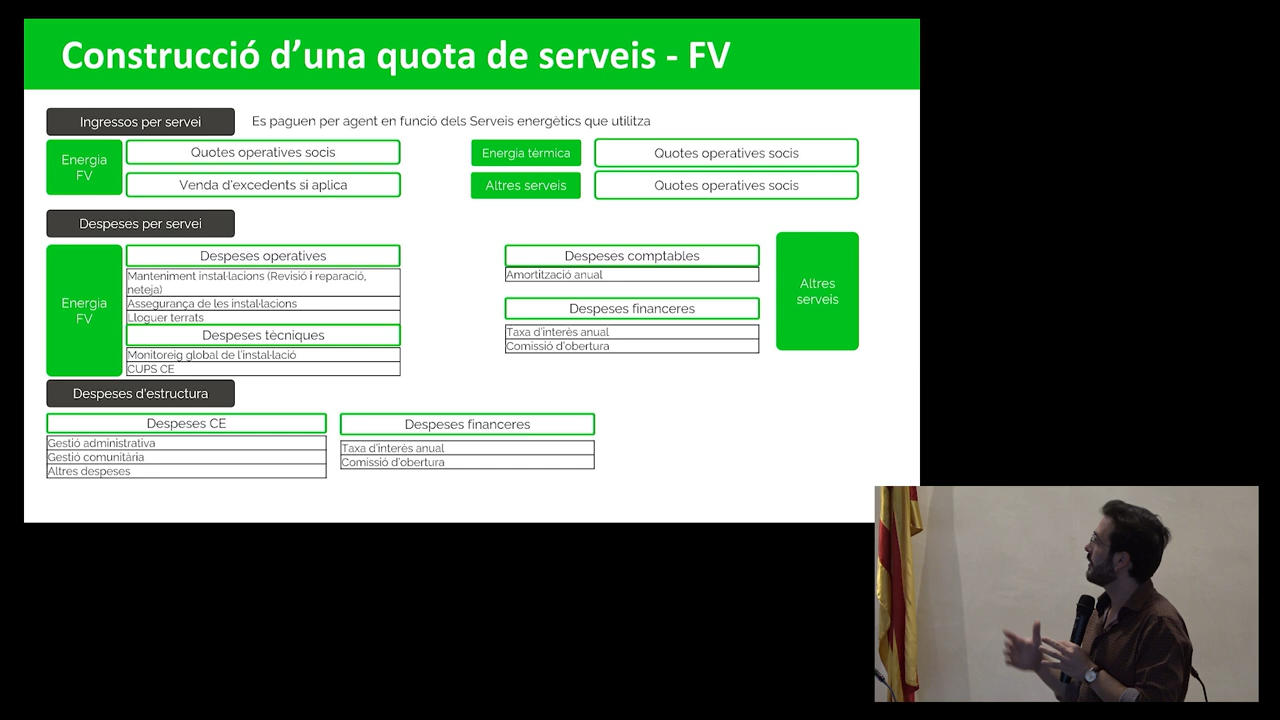 Construcció d'una quota de serveis - FV
Ingressos per servei
Es paguen per agent en funció dels Serveis energètics que utilitza
Energia
FV
Quotes operatives socis
Venda d'excedents si aplica
Energia tèrmica
Quotes operatives socis
Altres serveis
Quotes operatives socis
Despeses per servei
Energia
FV
Despeses operatives
Manteniment instal·lacions (Revisió i reparació,
neteja)
Assegurança de les instal·lacions
Lloguer terrats
Despeses tècniques
Monitoreig global de l'instal·lació
CUPS CE
Despeses comptables
Amortització anual
Despeses financeres
Taxa d'interès anual
Comissió d'obertura
Altres
serveis
Despeses d'estructura
Despeses CE
Gestió administrativa
Gestió comunitària
Altres despeses
Despeses financeres
Taxa d'interès anual
Comissió d'obertura